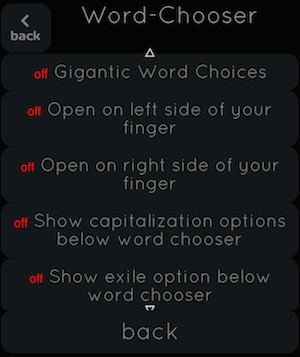 Word-Chooser
back
off Gigantic Word Choices
off Open on left side of your
finger
off Open on right side of your
finger
off Show capitalization options
below word chooser
off Show exile option below
word chooser
back